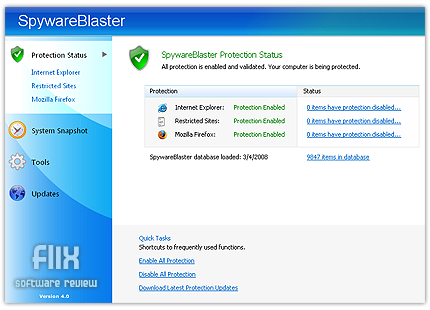 SpywareBlaster
Protection Status
Internet Explorer
Restricted Sites
Mozilla Firefox
System Snapshot
Tools
Updates
flix
software review
Version 4.0
SpywareBlaster Protection Status
All protection is enabled and validated. Your computer is being protected.
Protection Status
Internet Explorer: Protection Enabled 0 items have protection disabled...
Restricted Sites: Protection Enabled 0 items have protection disabled...
Mozilla Firefox: Protection Enabled 0 items have protection disabled...
SpywareBlaster database loaded: 3/4/2008 9847 items in database
Quick Tasks
Shortcuts to frequently used functions.
Enable All Protection
Disable All Protection
Download Latest Protection Updates